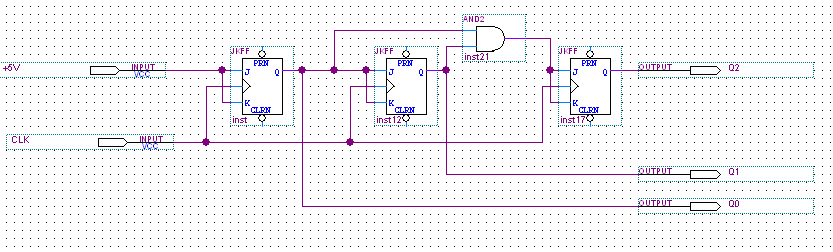 AND2
inst21
JKFF
PRN
J Q
K
CLRN
inst
JKFF
PRN
J Q
K
CLRN
inst12
JKFF
PRN
J Q
K
CLRN
inst17
+5V INPUT
VCC
OUTPUT Q2
CLK INPUT
VCC
OUTPUT Q1
OUTPUT Q0